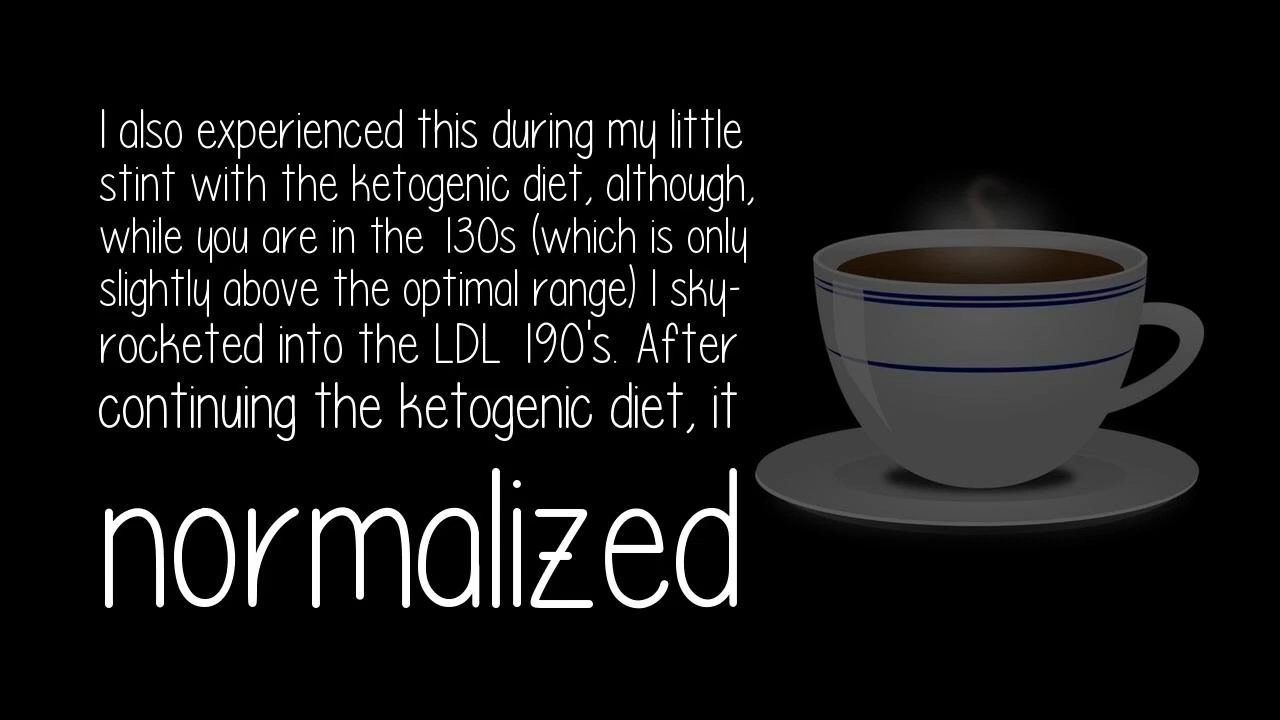 I also experienced this during my little
stint with the ketogenic diet, although,
while you are in the 130s (which is only
slightly above the optimal range) I sky-
rocketed into the LDL 190's. After
continuing the ketogenic diet, it
normalized